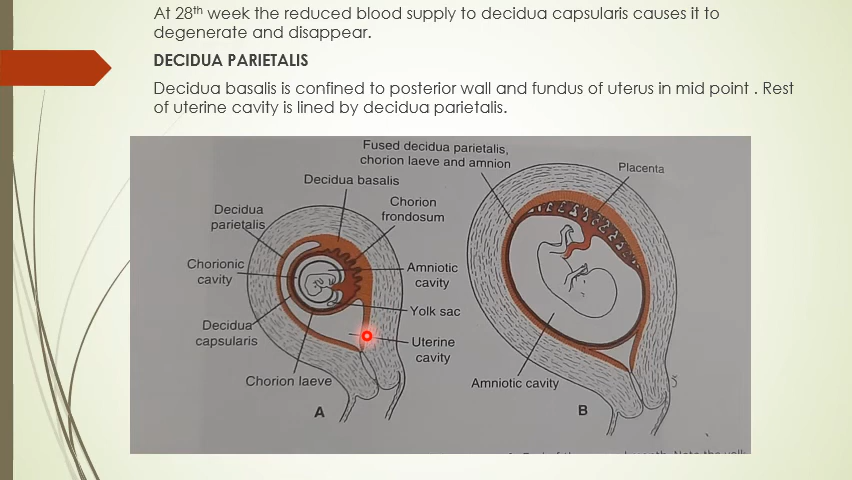 At 28th week the reduced blood supply to decidua capsularis causes it to
degenerate and disappear.
DECIDUA PARIETALIS
Decidua basalis is confined to posterior wall and fundus of uterus in mid point . Rest
of uterine cavity is lined by decidua parietalis.
Fused decidua parietalis,
chorion laeve and amnion
Placenta
Decidua basalis
Decidua
parietalis
Chorion
frondosum
Chorionic
cavity
Amniotic
cavity
Yolk sac
Decidua
capsularis
Uterine
cavity
Chorion laeve
Amniotic cavity
A
B